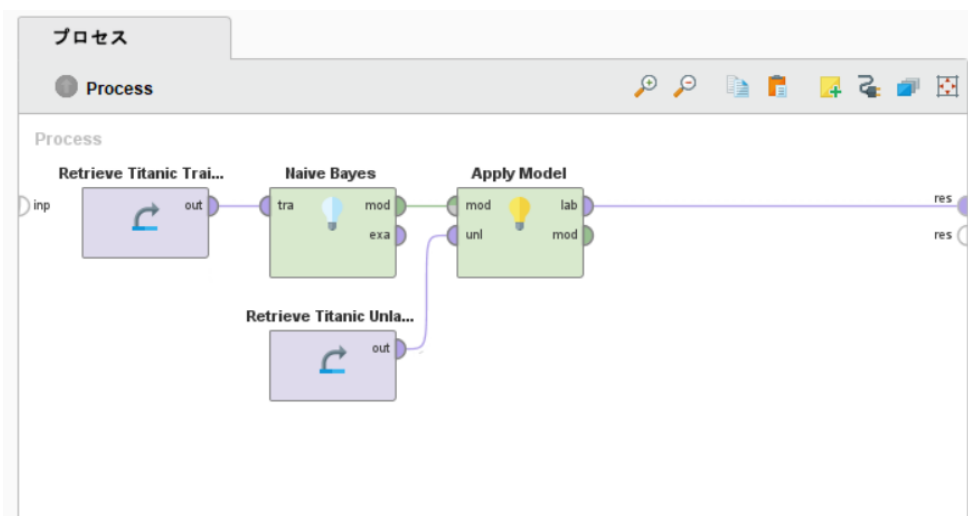 プロセス
Process
Process
Retrieve Titanic Trai...
Naive Bayes
Apply Model
inp
out
tra
mod
mod
lab
res
exa
unl
mod
res
Retrieve Titanic Unla...
out